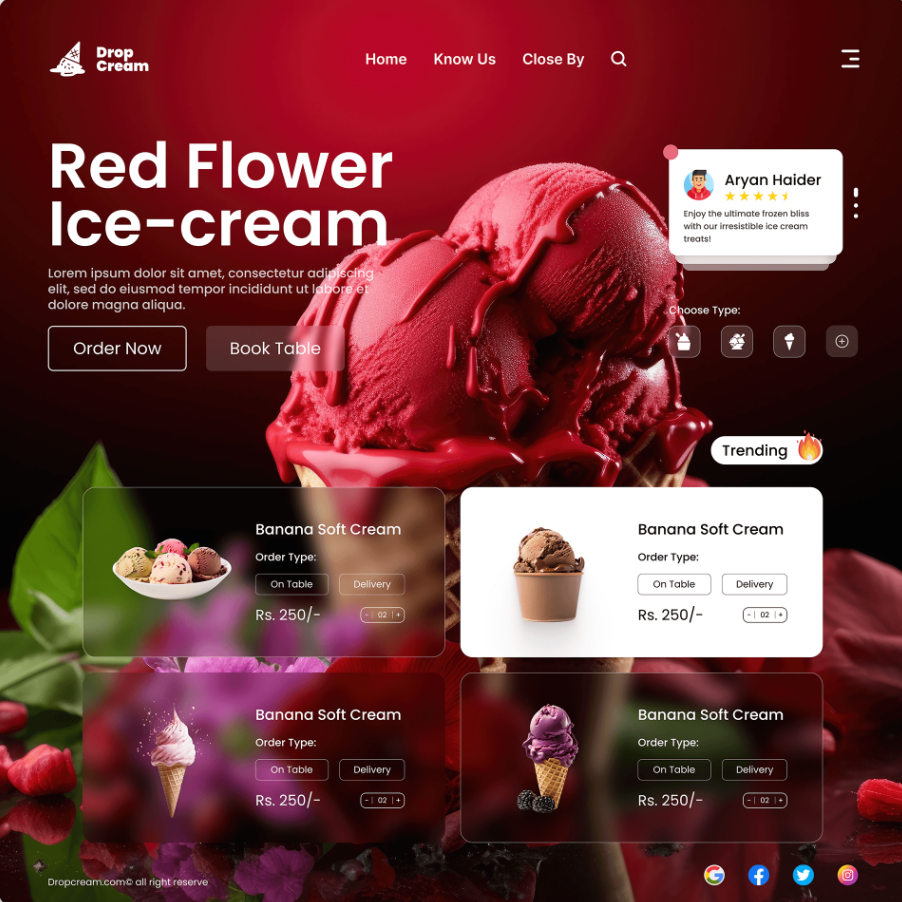 Drop
Cream
Home Know Us Close By
Red Flower
Ice-cream
Lorem ipsum dolor sit amet, consectetur adipiscing
elit, sed do eiusmod tempor incididunt ut labore et
dolore magna aliqua.
Order Now Book Table
Aryan Haider
Enjoy the ultimate frozen bliss
with our irresistible ice cream
treats!
Choose Type:
Trending
Banana Soft Cream
Order Type:
On Table Delivery
Rs. 250/- - | 02 | +
Banana Soft Cream
Order Type:
On Table Delivery
Rs. 250/- - | 02 | +
Banana Soft Cream
Order Type:
On Table Delivery
Rs. 250/- - | 02 | +
Banana Soft Cream
Order Type:
On Table Delivery
Rs. 250/- - | 02 | +
Dropcream.com© all right reserve